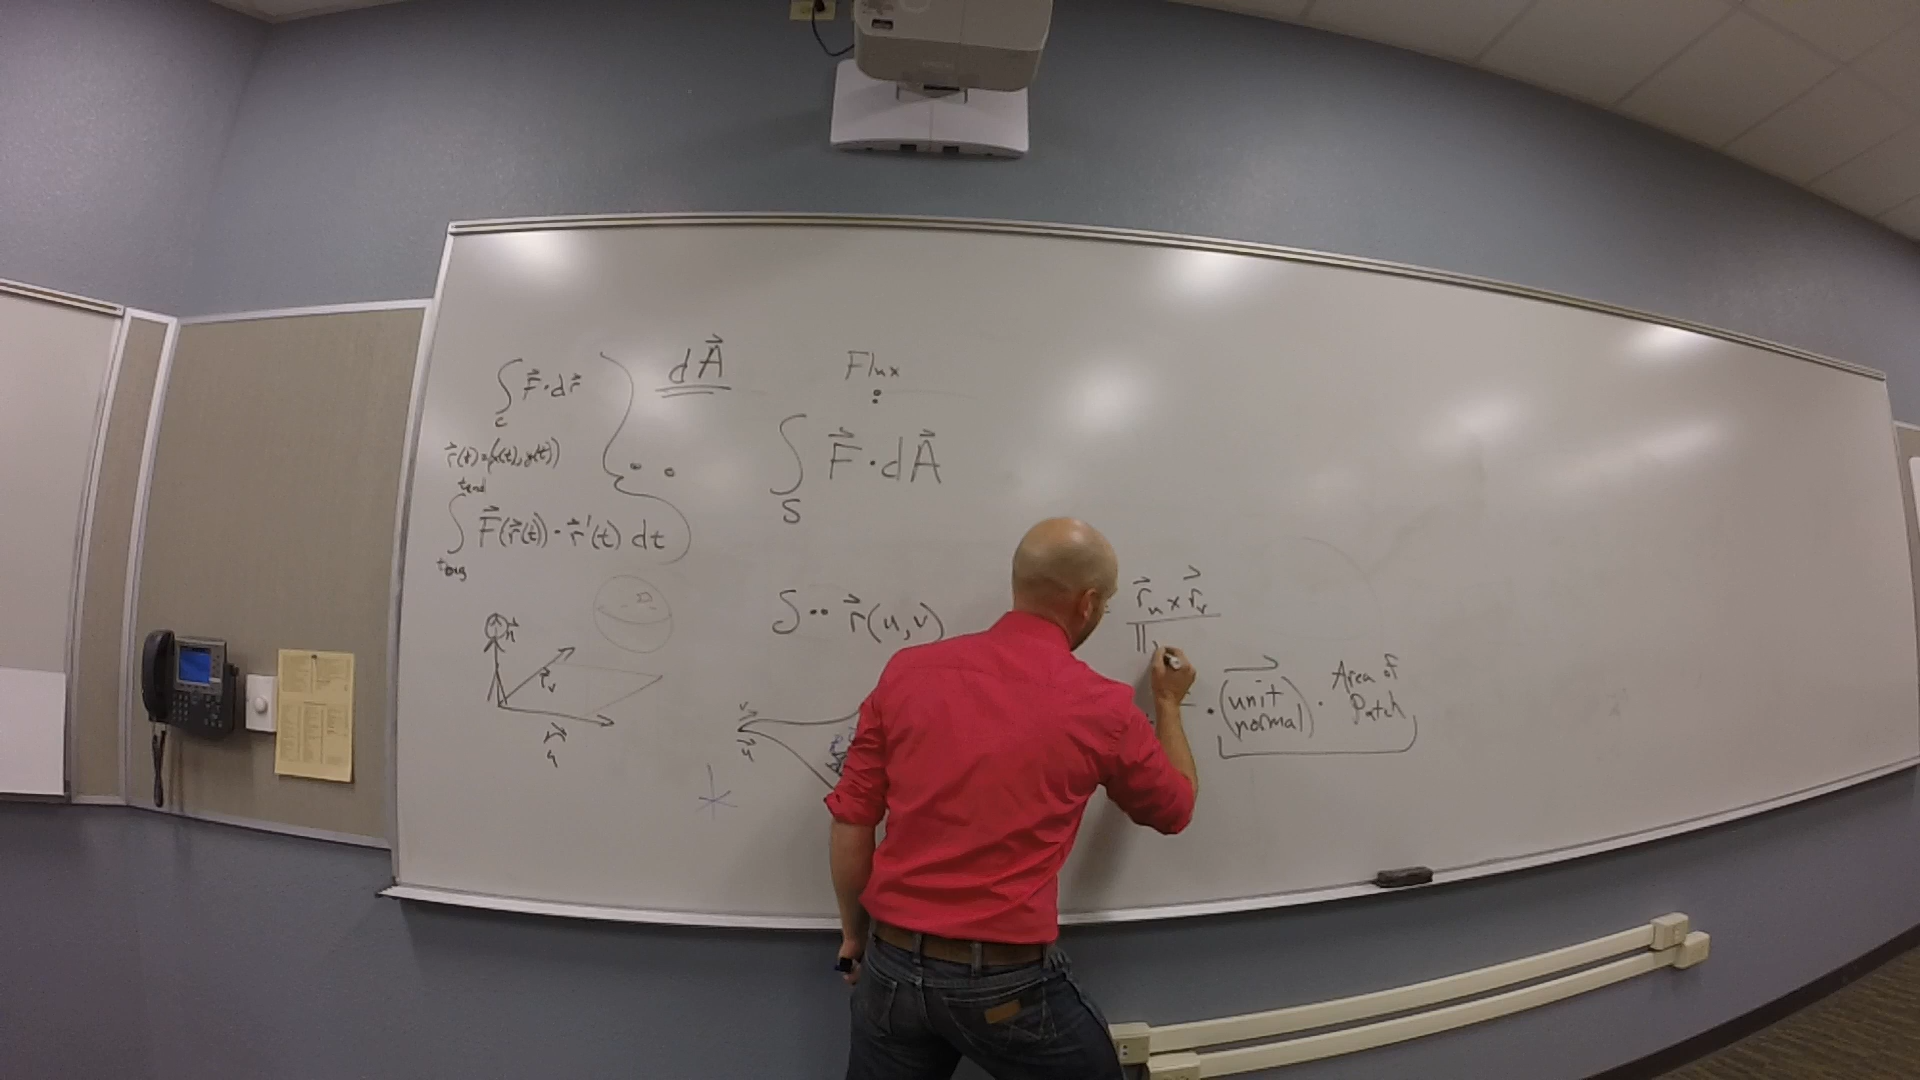 ∫_C F⃗·dr⃗
r⃗(t)=(x(t), y(t))
t_end
∫ F⃗(r⃗(t))·r⃗'(t) dt
t_beg
n⃗
r⃗_v
r⃗_u
dA⃗
Flux
:
∫_S F⃗·dA⃗
S : r⃗(u,v)
v⃗
u⃗
r⃗_u × r⃗_v
||
·(unit normal)· Area of Patch